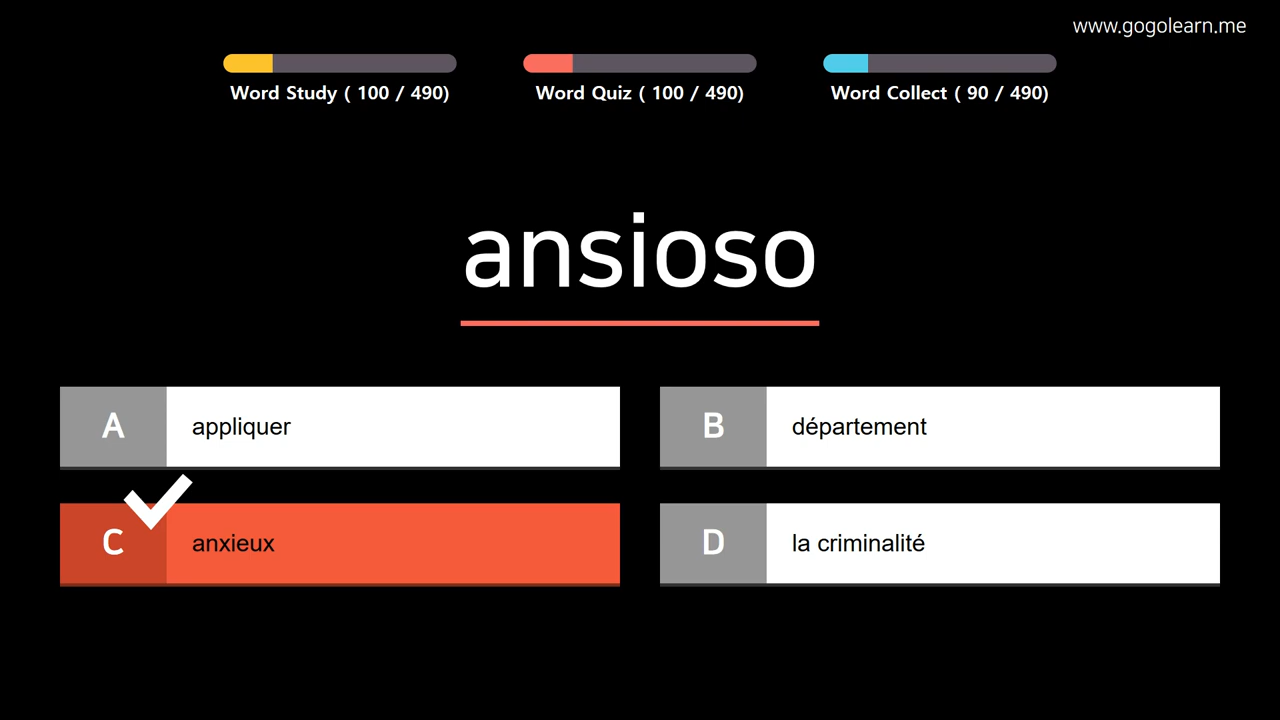 www.gogolearn.me
Word Study ( 100 / 490)
Word Quiz ( 100 / 490)
Word Collect ( 90 / 490)
ansioso
A
appliquer
B
département
C
anxieux
D
la criminalité